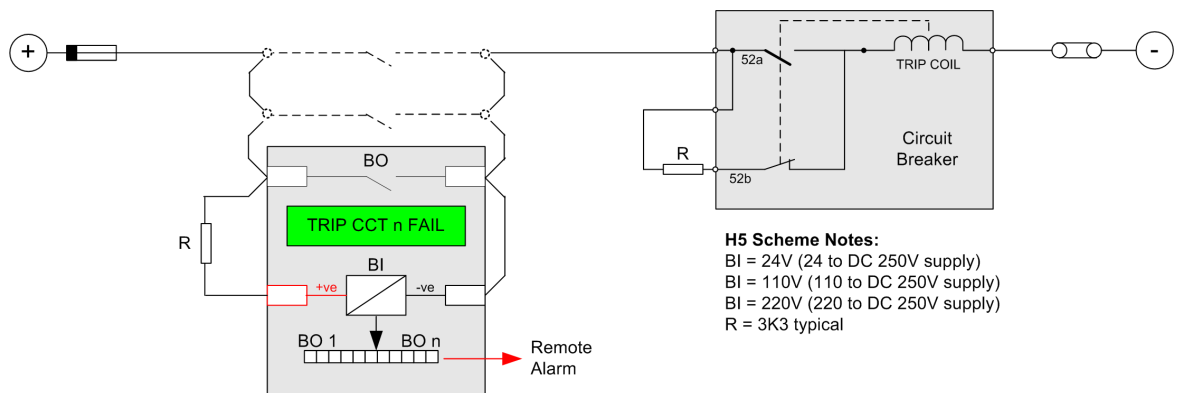 +
52a
TRIP COIL
-
BO
R
52b
Circuit
Breaker
TRIP CCT n FAIL
R
BI
+ve
-ve
BO 1
BO n
Remote
Alarm
H5 Scheme Notes:
BI = 24V (24 to DC 250V supply)
BI = 110V (110 to DC 250V supply)
BI = 220V (220 to DC 250V supply)
R = 3K3 typical